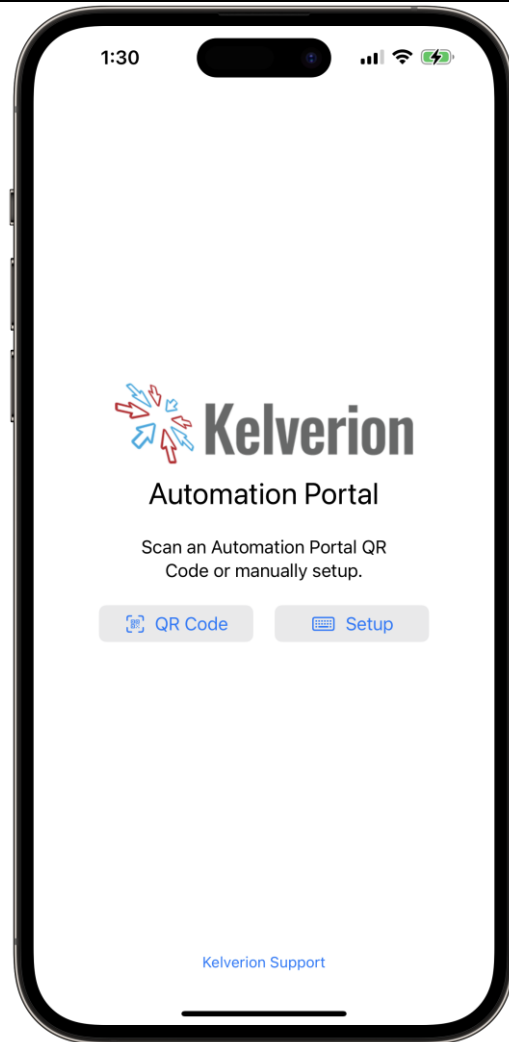 1:30
Kelverion
Automation Portal
Scan an Automation Portal QR
Code or manually setup.
QR Code Setup
Kelverion Support